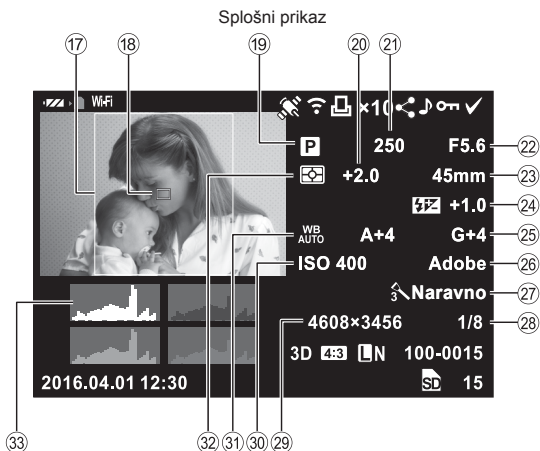 Splošni prikaz
⑰ ⑱ ⑲ ⑳ ㉑
Wi-Fi ×10
P 250 F5.6 ㉒
+2.0 45mm ㉓
+1.0 ㉔
WB AUTO A+4 G+4 ㉕
ISO 400 Adobe ㉖
3 Naravno ㉗
4608×3456 1/8 ㉘
3D 4:3 L N 100-0015
2016.04.01 12:30 SD 15
㉝ ㉜ ㉛ ㉚ ㉙